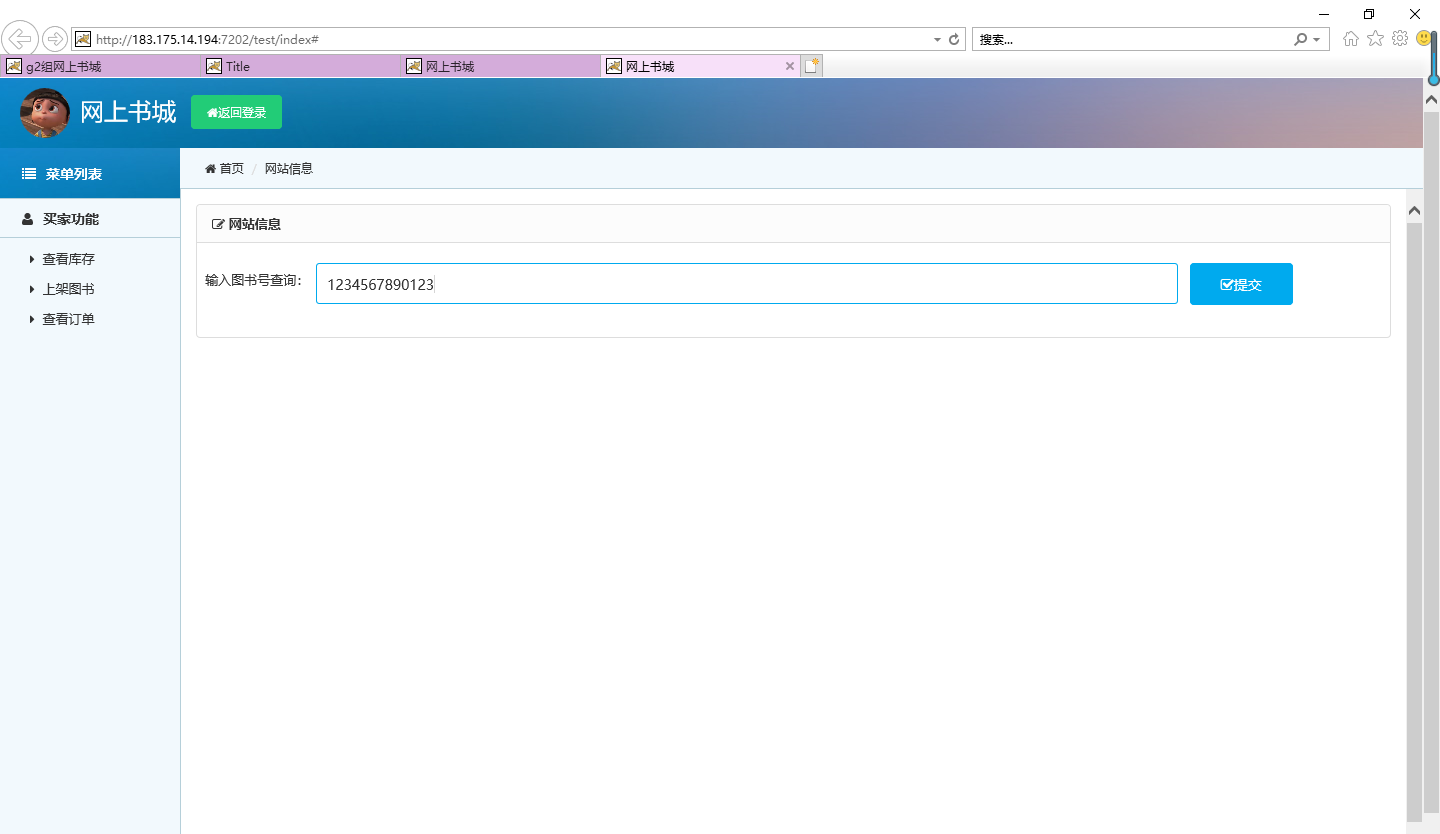 http://183.175.14.194:7202/test/index#
搜索...
g2组网上书城
Title
网上书城
网上书城
网上书城
返回登录
菜单列表
首页 / 网站信息
买家功能
网站信息
查看库存
输入图书号查询：
1234567890123
提交
上架图书
查看订单